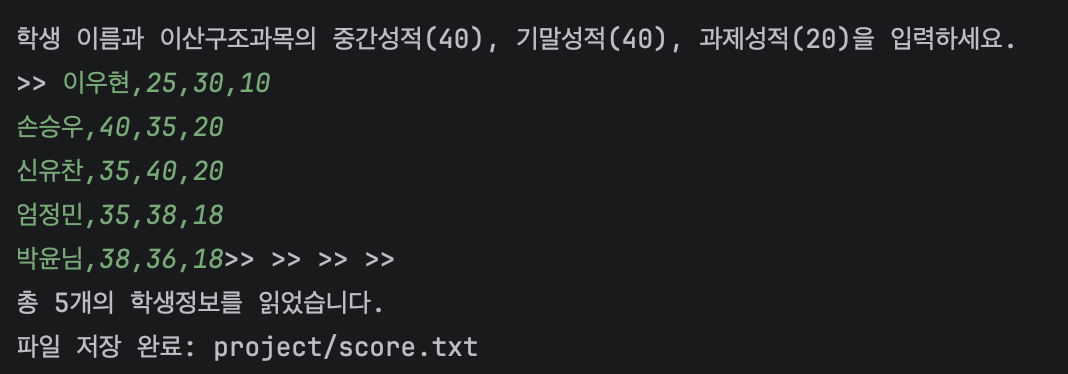 학생 이름과 이산구조과목의 중간성적(40), 기말성적(40), 과제성적(20)을 입력하세요.
>> 이우현,25,30,10
손승우,40,35,20
신유찬,35,40,20
엄정민,35,38,18
박윤님,38,36,18>> >> >> >>
총 5개의 학생정보를 읽었습니다.
파일 저장 완료: project/score.txt